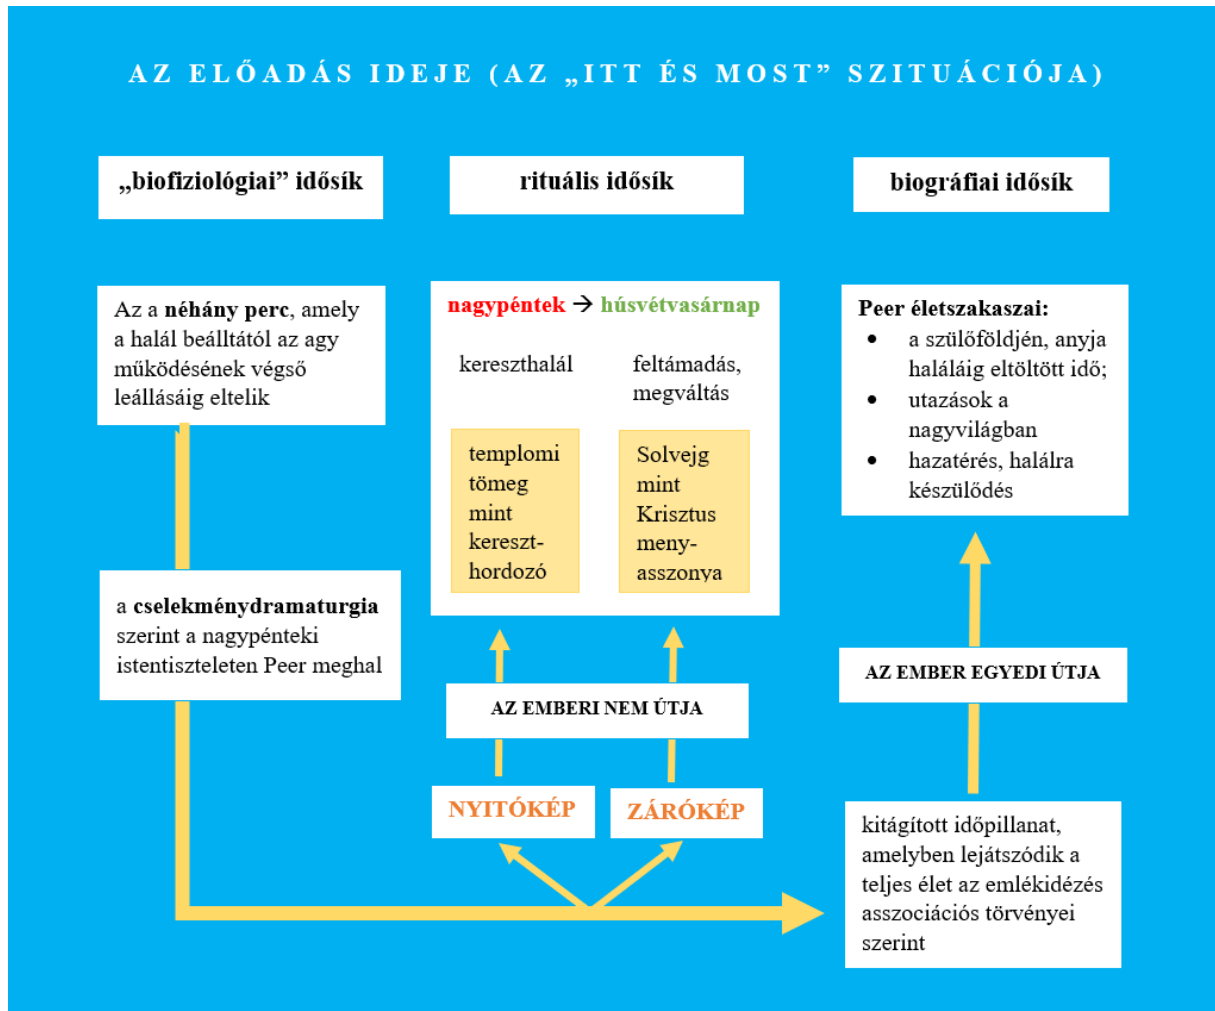 AZ ELŐADÁS IDEJE (AZ „ITT ÉS MOST” SZITUÁCIÓJA)
„biofiziológiai” idősík
rituális idősík
biográfiai idősík
Az a néhány perc, amely
a halál beálltától az agy
működésének végső
leállásáig eltelik
a cselekménydramaturgia
szerint a nagypénteki
istentiszteleten Peer meghal
nagypéntek → húsvétvasárnap
kereszthalál
feltámadás,
megváltás
templomi
tömeg
mint
kereszt-
hordozó
Solvejg
mint
Krisztus
meny-
asszonya
AZ EMBERI NEM ÚTJA
NYITÓKÉP
ZÁRÓKÉP
Peer életszakaszai:
• a szülőföldjén, anyja
haláláig eltöltött idő;
• utazások a
nagyvilágban
• hazatérés, halálra
készülődés
AZ EMBER EGYEDI ÚTJA
kitágított időpillanat,
amelyben lejátszódik a
teljes élet az emlékidézés
asszociációs törvényei
szerint